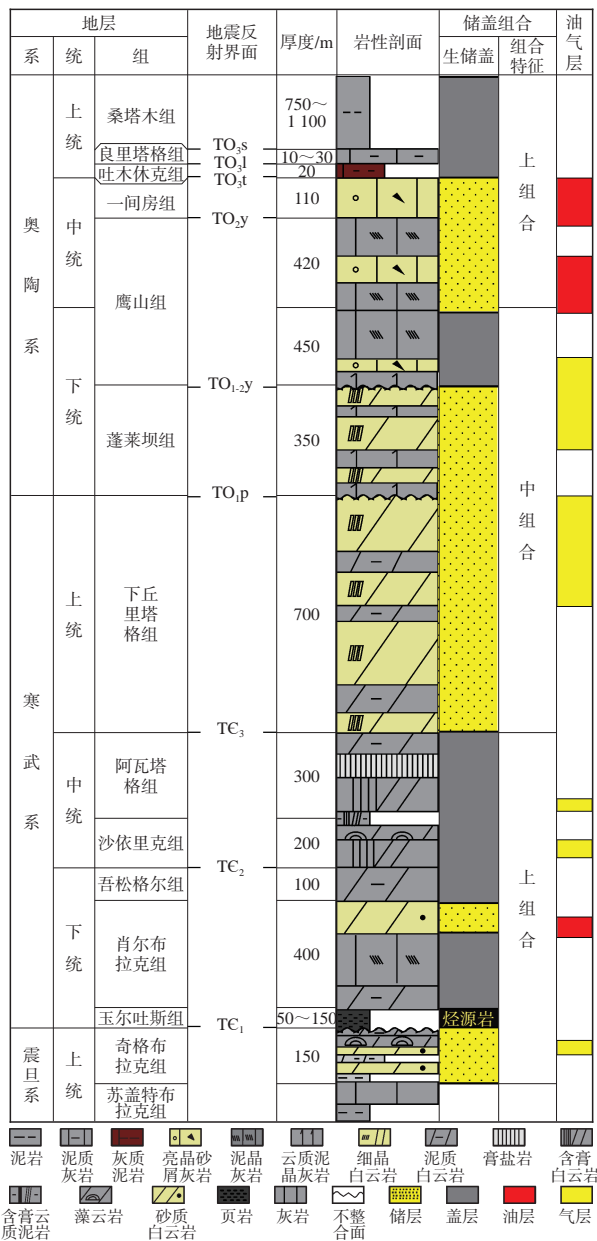 地层
地震反
射界面
厚度/m
岩性剖面
储盖组合
油
气
层
系
统
组
生储盖
组合
特征
奥
陶
系
上
统
桑塔木组
750～
1 100
上
组
合
TO₃s
良里塔格组
10～30
TO₃l
吐木休克组
20
TO₃t
中
统
一间房组
110
TO₂y
鹰山组
420
450
下
统
TO₁₋₂y
蓬莱坝组
350
中
组
合
TO₁p
寒
武
系
上
统
下丘
里塔
格组
700
TЄ₃
中
统
阿瓦塔
格组
300
沙依里克组
200
TЄ₂
下
统
吾松格尔组
100
上
组
合
肖尔布
拉克组
400
玉尔吐斯组
50～150
烃源岩
TЄ₁
震
旦
系
上
统
奇格布
拉克组
150
苏盖特布
拉克组
泥岩
泥质
灰岩
灰质
泥岩
亮晶砂
屑灰岩
泥晶
灰岩
云质泥
晶灰岩
细晶
白云岩
泥质
白云岩
膏盐岩
含膏
白云岩
含膏云
质泥岩
藻云岩
砂质
白云岩
页岩
灰岩
不整
合面
储层
盖层
油层
气层